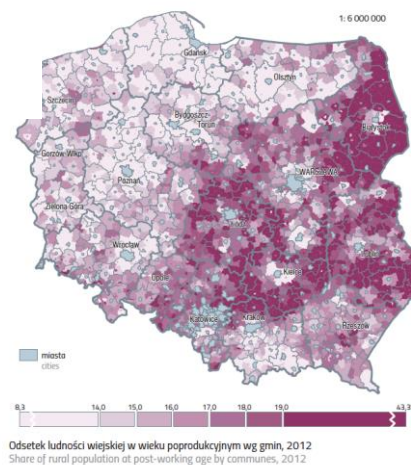 1: 6 000 000
Gdańsk
Olsztyn
Szczecin
Bydgoszcz
Toruń
Białystok
Gorzów Wlkp.
Poznań
WARSZAWA
Zielona Góra
Łódź
Wrocław
Lublin
Opole
Kielce
Katowice
Kraków
Rzeszów
miasta
cities
8,3 14,0 15,0 16,0 17,0 18,0 19,0 43,3
Odsetek ludności wiejskiej w wieku poprodukcyjnym wg gmin, 2012
Share of rural population at post-working age by communes, 2012